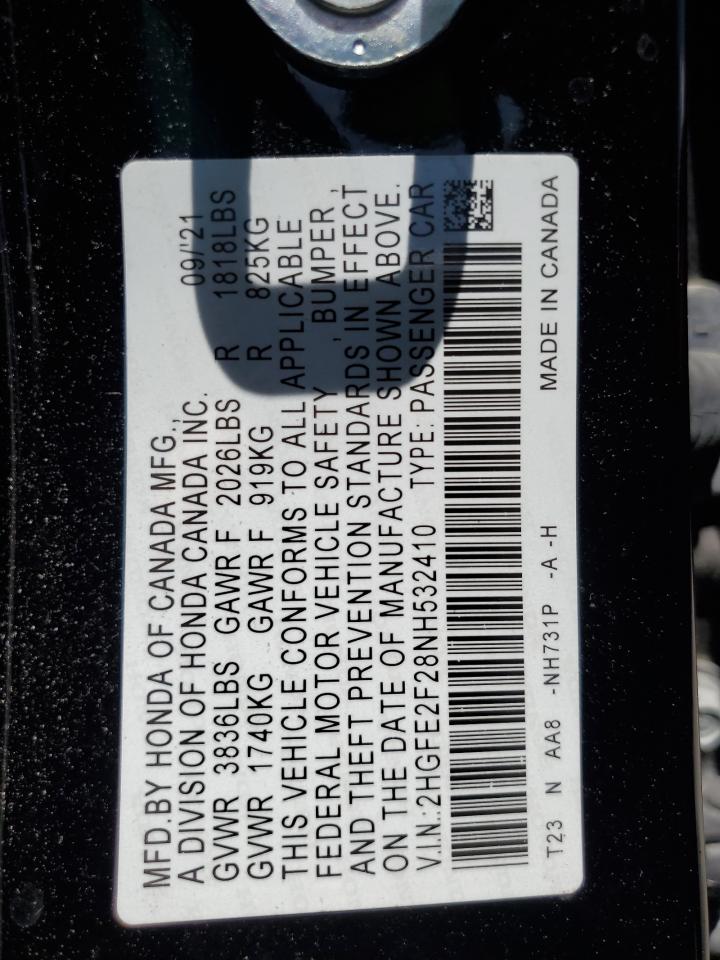 MFD.BY HONDA OF CANADA MFG.,
A DIVISION OF HONDA CANADA INC. 09/'21
GVWR 3836LBS GAWR F 2026LBS R 1818LBS
GVWR 1740KG GAWR F 919KG R 825KG
THIS VEHICLE CONFORMS TO ALL APPLICABLE
FEDERAL MOTOR VEHICLE SAFETY , BUMPER ,
AND THEFT PREVENTION STANDARDS IN EFFECT
ON THE DATE OF MANUFACTURE SHOWN ABOVE.
V.I.N.:2HGFE2F28NH532410 TYPE: PASSENGER CAR
T23 N AA8 -NH731P -A -H MADE IN CANADA